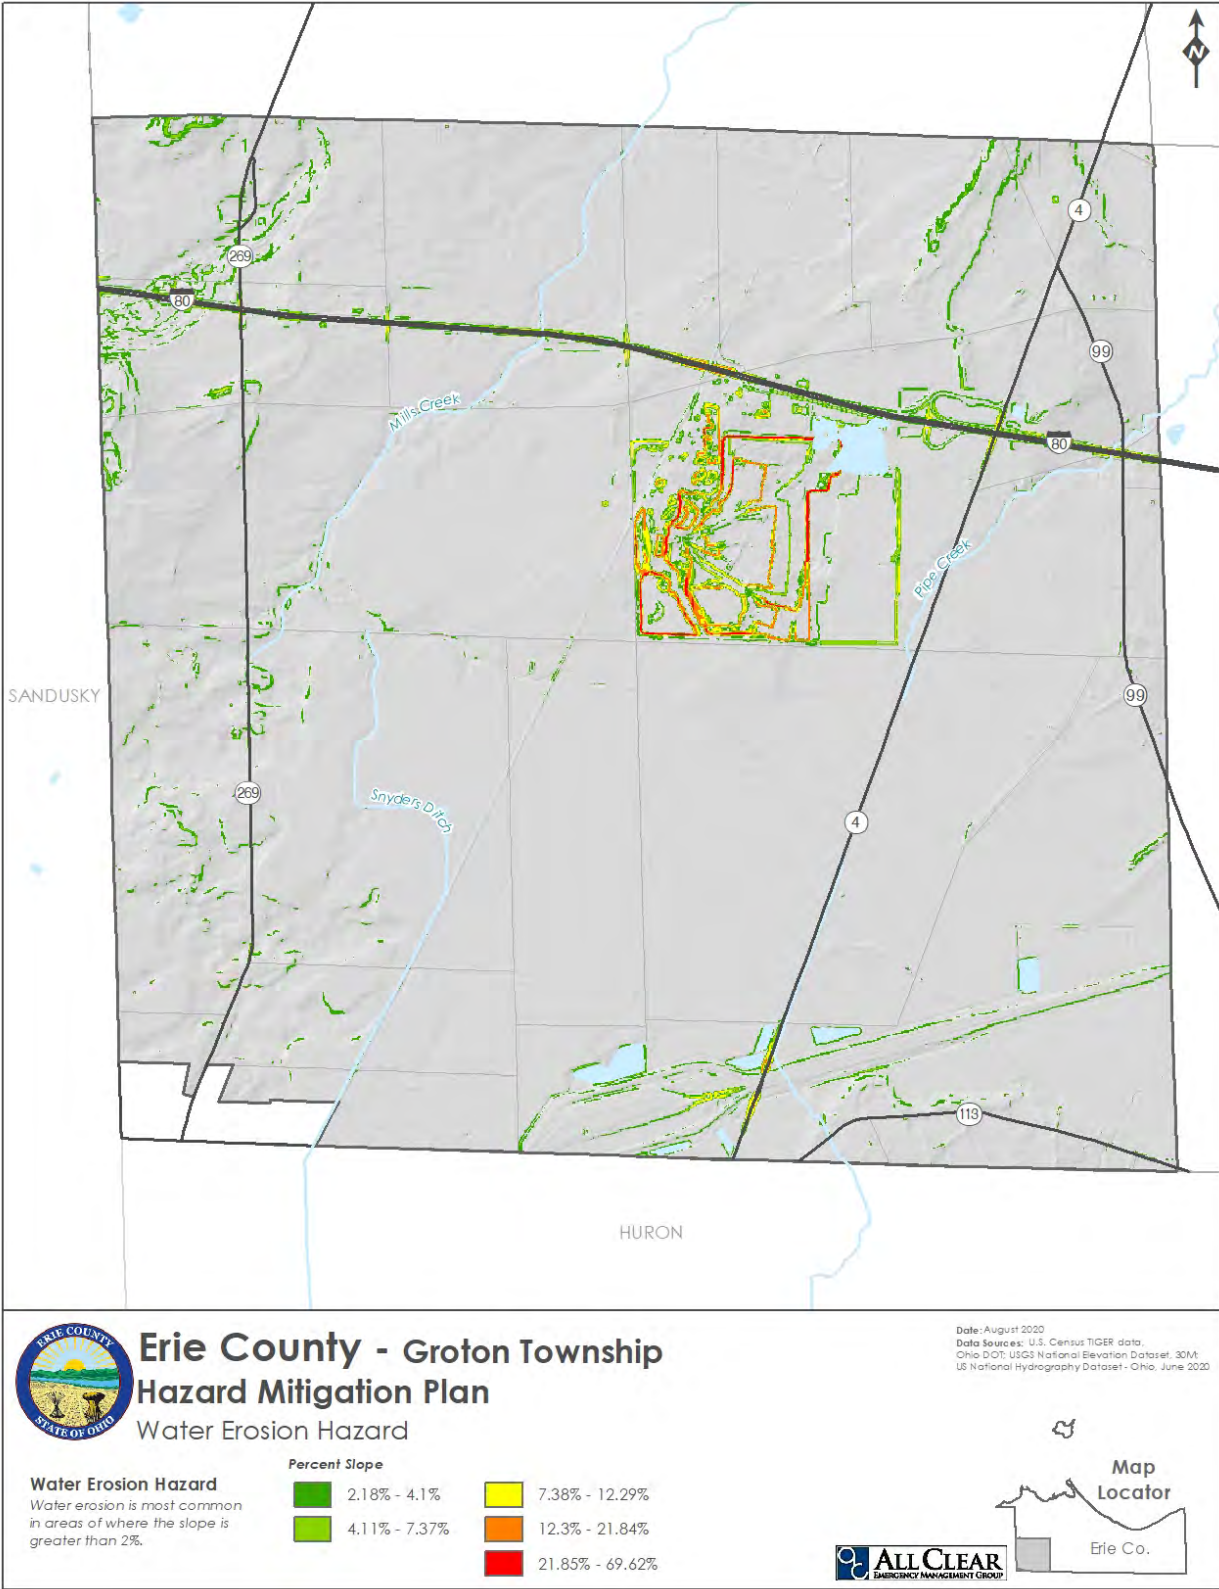 N
269
80
4
99
Mills Creek
80
Pipe Creek
SANDUSKY
99
269
Snyders Ditch
4
113
HURON
ERIE COUNTY
STATE OF OHIO
Erie County - Groton Township
Hazard Mitigation Plan
Water Erosion Hazard
Date: August 2020
Data Sources: U.S. Census TIGER data,
Ohio DOT; USGS National Elevation Dataset, 30M;
US National Hydrography Dataset - Ohio, June 2020
Water Erosion Hazard
Water erosion is most common
in areas of where the slope is
greater than 2%.
Percent Slope
2.18% - 4.1%
4.11% - 7.37%
7.38% - 12.29%
12.3% - 21.84%
21.85% - 69.62%
Map
Locator
Erie Co.
ALL CLEAR
EMERGENCY MANAGEMENT GROUP